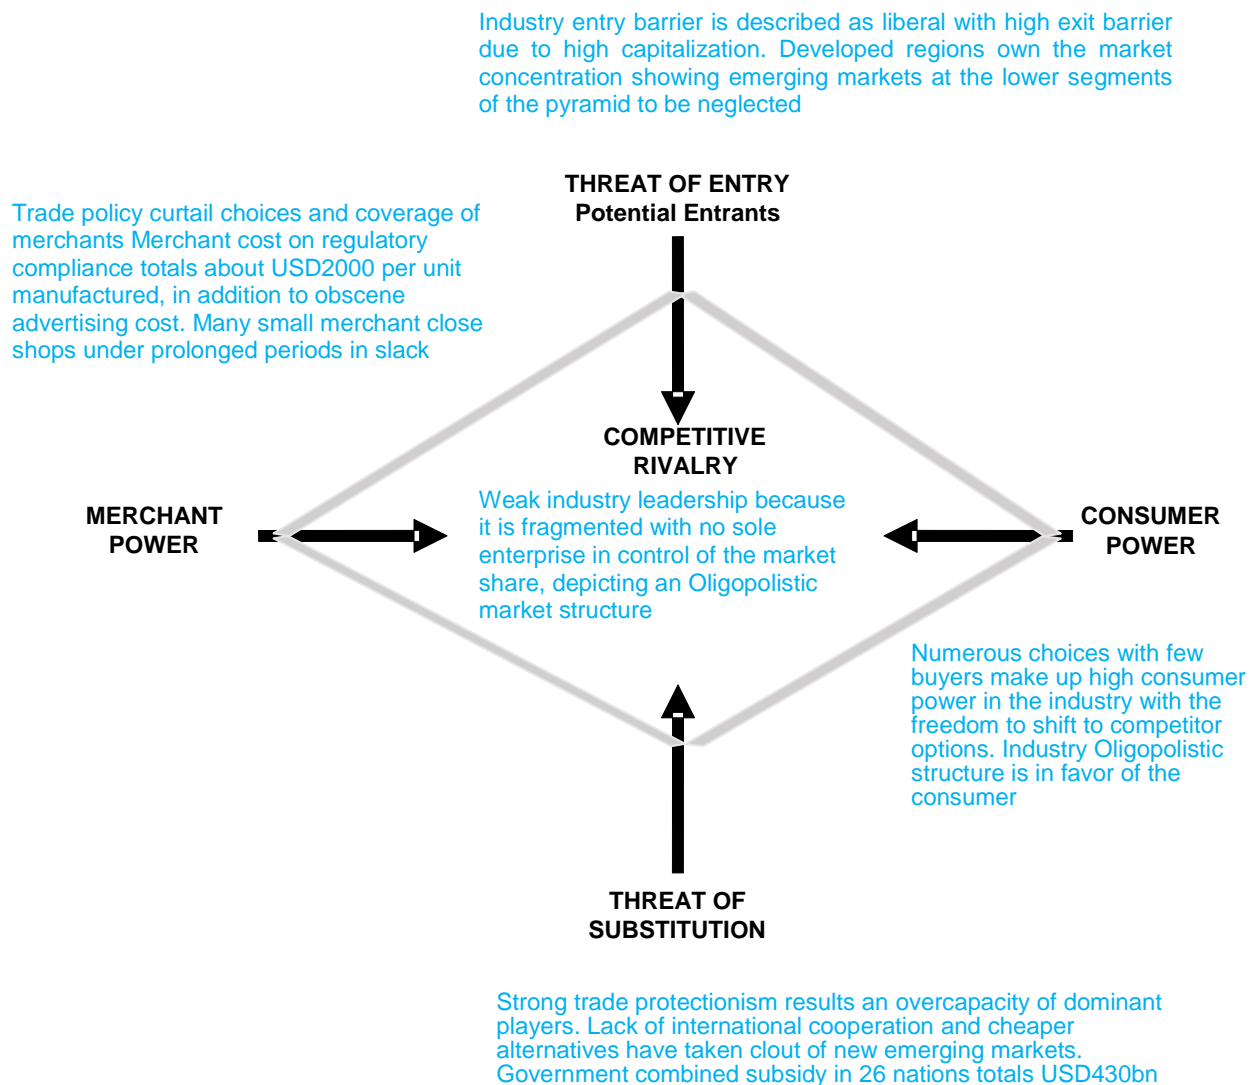 Industry entry barrier is described as liberal with high exit barrier
due to high capitalization. Developed regions own the market
concentration showing emerging markets at the lower segments
of the pyramid to be neglected
THREAT OF ENTRY
Potential Entrants
Trade policy curtail choices and coverage of
merchants Merchant cost on regulatory
compliance totals about USD2000 per unit
manufactured, in addition to obscene
advertising cost. Many small merchant close
shops under prolonged periods in slack
COMPETITIVE
RIVALRY
Weak industry leadership because
it is fragmented with no sole
enterprise in control of the market
share, depicting an Oligopolistic
market structure
MERCHANT
POWER
CONSUMER
POWER
Numerous choices with few
buyers make up high consumer
power in the industry with the
freedom to shift to competitor
options. Industry Oligopolistic
structure is in favor of the
consumer
THREAT OF
SUBSTITUTION
Strong trade protectionism results an overcapacity of dominant
players. Lack of international cooperation and cheaper
alternatives have taken clout of new emerging markets.
Government combined subsidy in 26 nations totals USD430bn